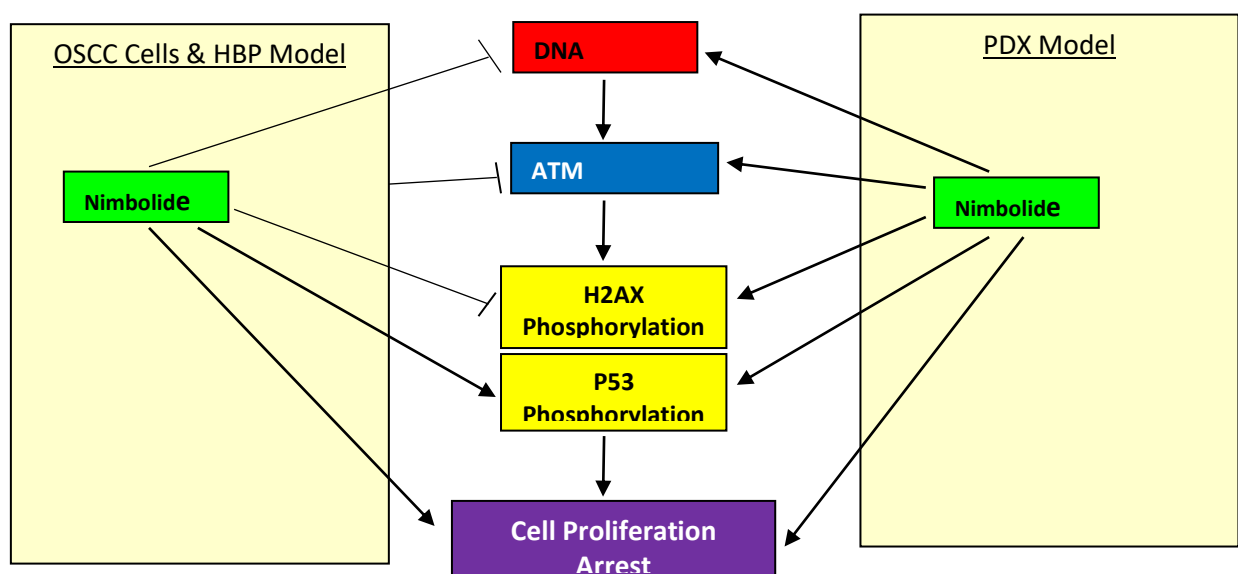 OSCC Cells & HBP Model
DNA
PDX Model
ATM
Nimbolide
Nimbolide
H2AX
Phosphorylation
P53
Phosphorylation
Cell Proliferation
Arrest